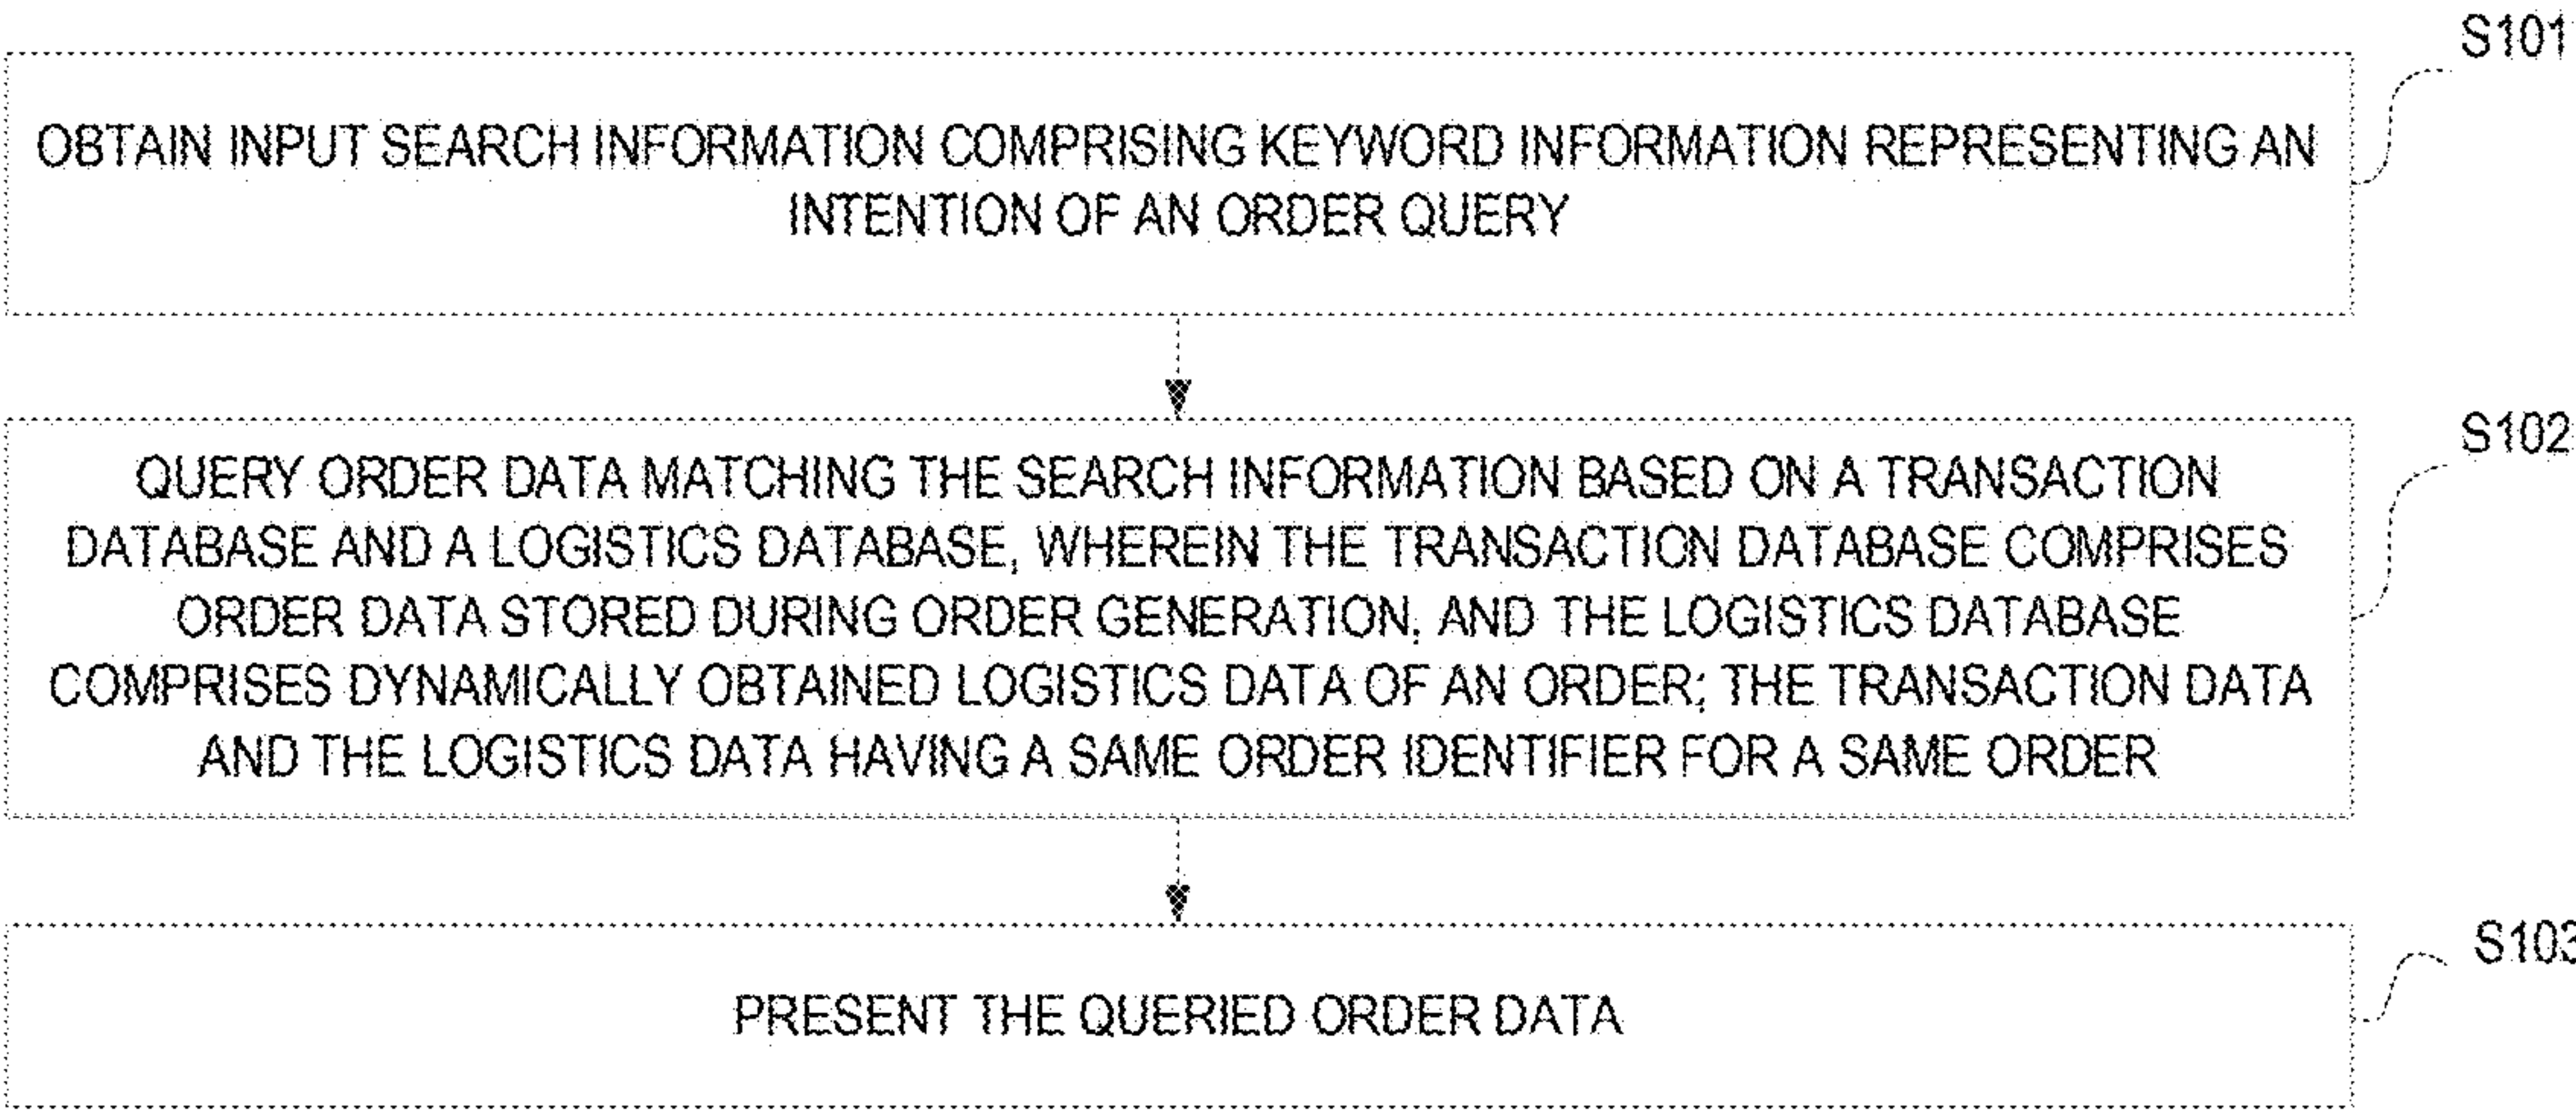 S101
OBTAIN INPUT SEARCH INFORMATION COMPRISING KEYWORD INFORMATION REPRESENTING AN
INTENTION OF AN ORDER QUERY
S102
QUERY ORDER DATA MATCHING THE SEARCH INFORMATION BASED ON A TRANSACTION
DATABASE AND A LOGISTICS DATABASE, WHEREIN THE TRANSACTION DATABASE COMPRISES
ORDER DATA STORED DURING ORDER GENERATION, AND THE LOGISTICS DATABASE
COMPRISES DYNAMICALLY OBTAINED LOGISTICS DATA OF AN ORDER; THE TRANSACTION DATA
AND THE LOGISTICS DATA HAVING A SAME ORDER IDENTIFIER FOR A SAME ORDER
S103
PRESENT THE QUERIED ORDER DATA